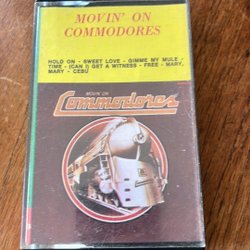 MOVIN' ON
COMMODORES
HOLD ON - SWEET LOVE - GIMME MY MULE -
TIME - (CAN I) GET A WITNESS - FREE - MARY,
MARY - CEBÚ
MOVIN' ON
Commodores